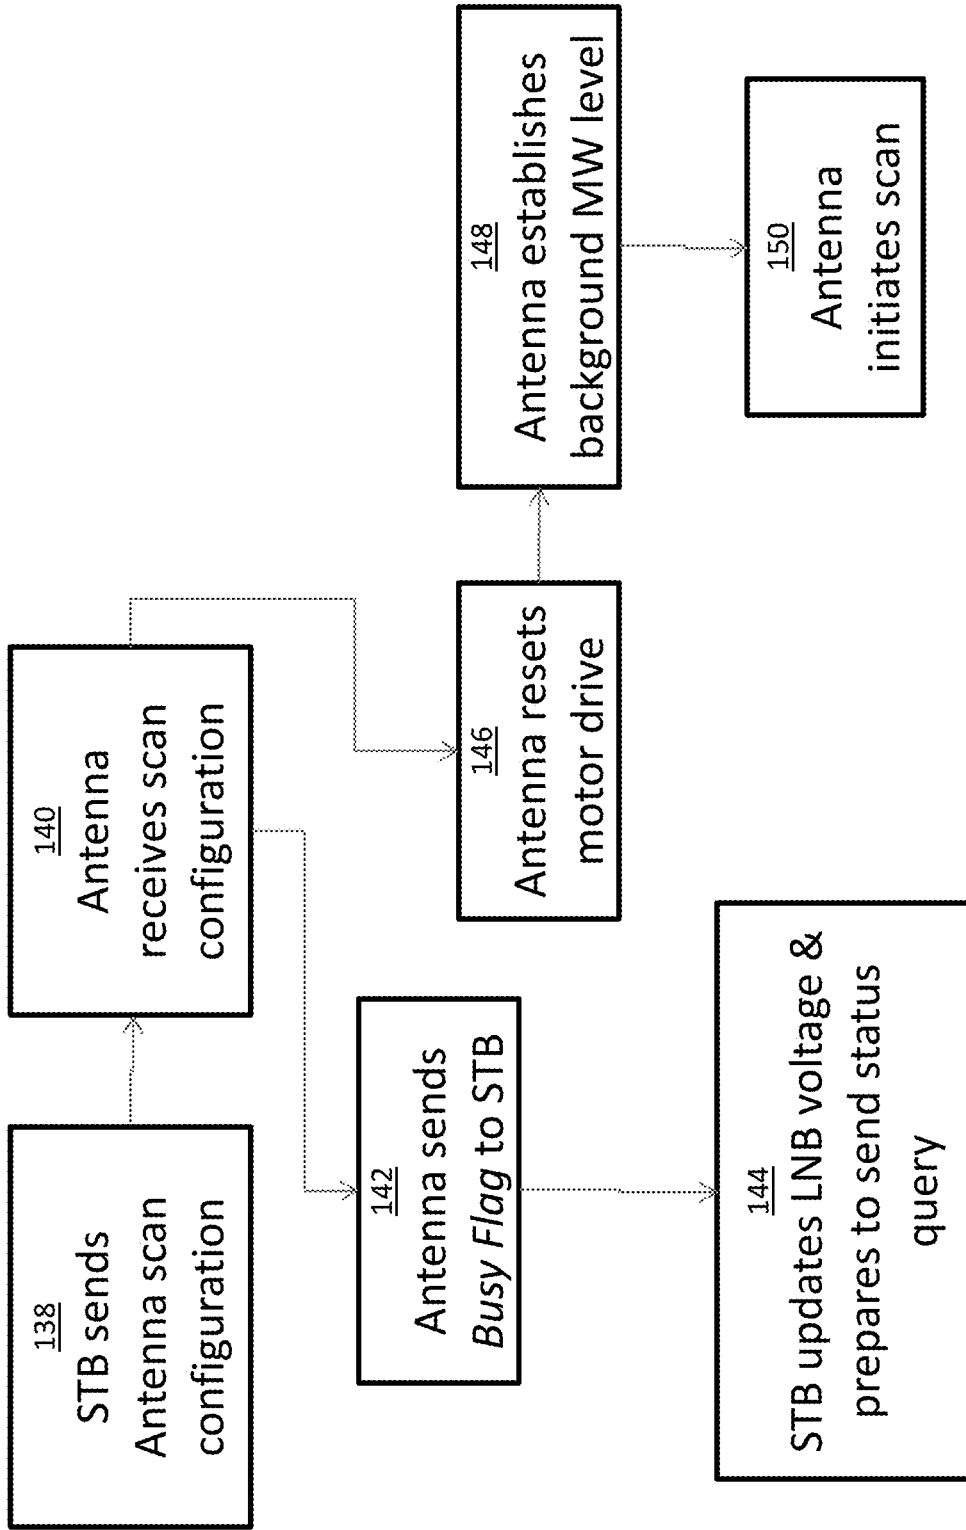 138
STB sends
Antenna scan
configuration
140
Antenna
receives scan
configuration
142
Antenna sends
Busy Flag to STB
144
STB updates LNB voltage &
prepares to send status
query
146
Antenna resets
motor drive
148
Antenna establishes
background MW level
150
Antenna
initiates scan